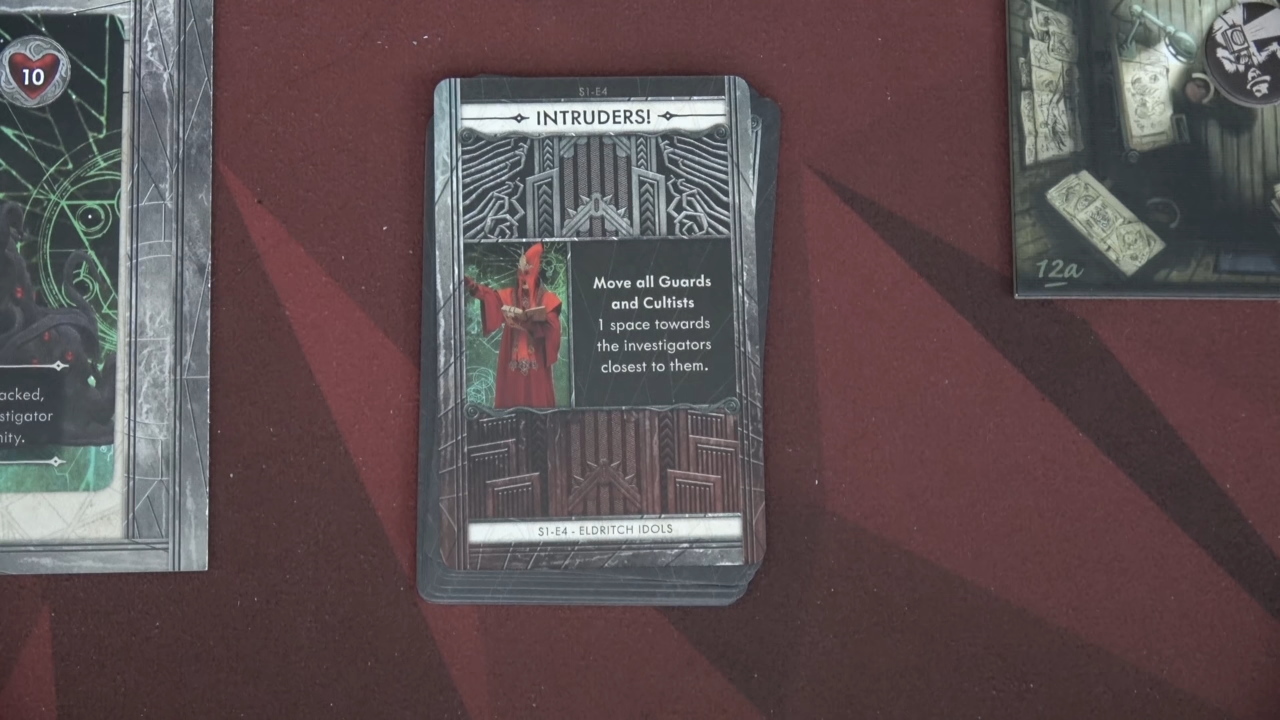 10
acked,
stigator
nity.
S1-E4
INTRUDERS!
Move all Guards
and Cultists
1 space towards
the investigators
closest to them.
S1-E4 - ELDRITCH IDOLS
12a